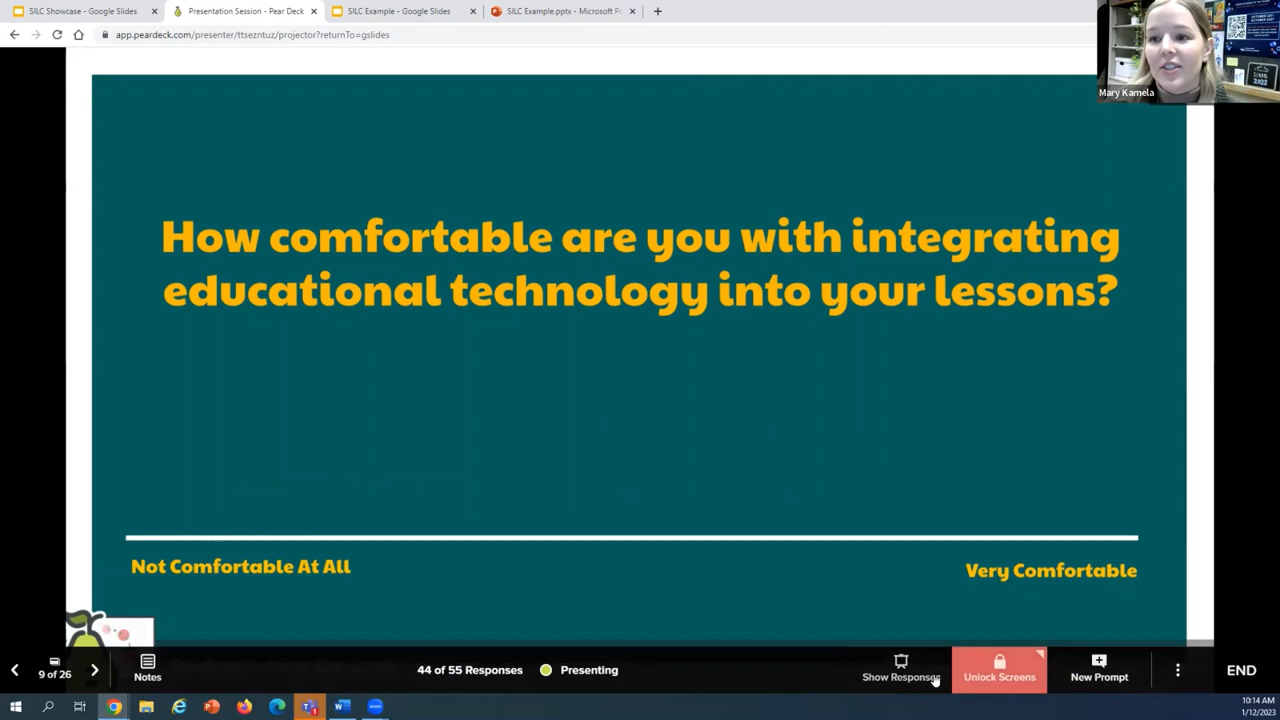 SILC Showcase - Google Slides
Presentation Session - Pear Deck
SILC Example - Google Slides
SILC Example.pptx - Microsoft Po
app.peardeck.com/presenter/ttsezntuz/projector?returnTo=gslides
Mary Kamela
How comfortable are you with integrating
educational technology into your lessons?
Not Comfortable At All
Very Comfortable
9 of 26
Notes
44 of 55 Responses
Presenting
Show Responses
Unlock Screens
New Prompt
END
10:14 AM
1/12/2023